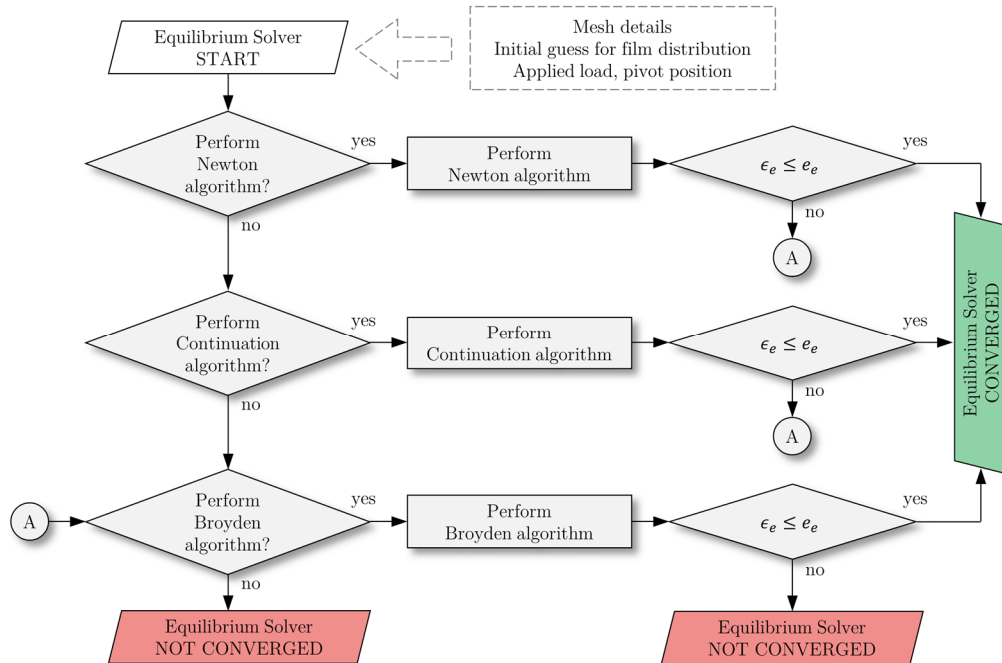 Equilibrium Solver
START
Mesh details
Initial guess for film distribution
Applied load, pivot position
Perform
Newton
algorithm?
yes
no
Perform
Newton algorithm
ϵₑ ≤ eₑ
yes
no
A
Perform
Continuation
algorithm?
yes
no
Perform
Continuation algorithm
ϵₑ ≤ eₑ
yes
no
A
Equilibrium Solver
CONVERGED
A
Perform
Broyden
algorithm?
yes
no
Perform
Broyden algorithm
ϵₑ ≤ eₑ
yes
no
Equilibrium Solver
NOT CONVERGED
Equilibrium Solver
NOT CONVERGED